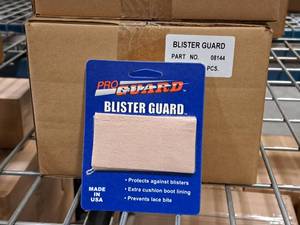 BLISTER GUARD
PART NO. 08144
PCS.
PRO
GUARD
BLISTER GUARD
• Protects against blisters
• Extra cushion boot lining
• Prevents lace bite
MADE IN
USA